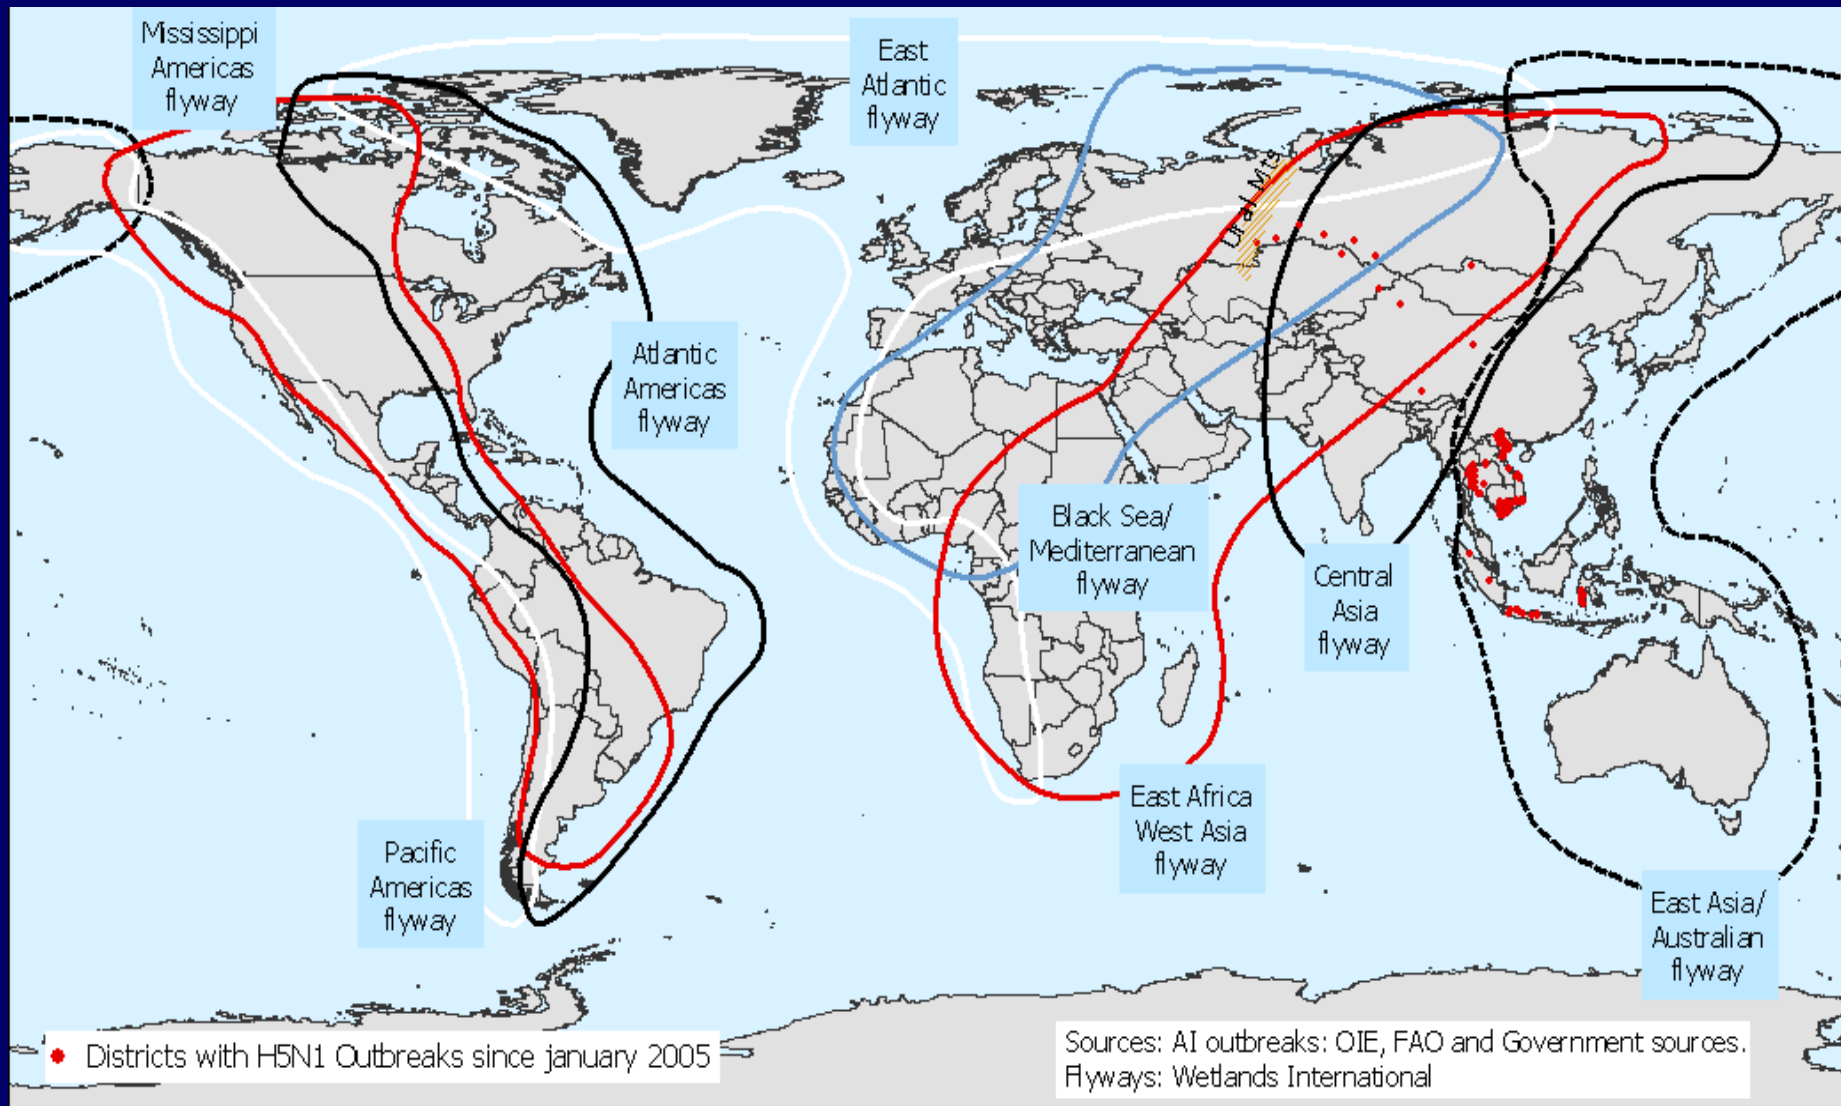 Mississippi
Americas
flyway
East
Atlantic
flyway
Ural Mts
Atlantic
Americas
flyway
Black Sea/
Mediterranean
flyway
Central
Asia
flyway
East Africa
West Asia
flyway
Pacific
Americas
flyway
East Asia/
Australian
flyway
Districts with H5N1 Outbreaks since january 2005
Sources: AI outbreaks: OIE, FAO and Government sources.
Flyways: Wetlands International